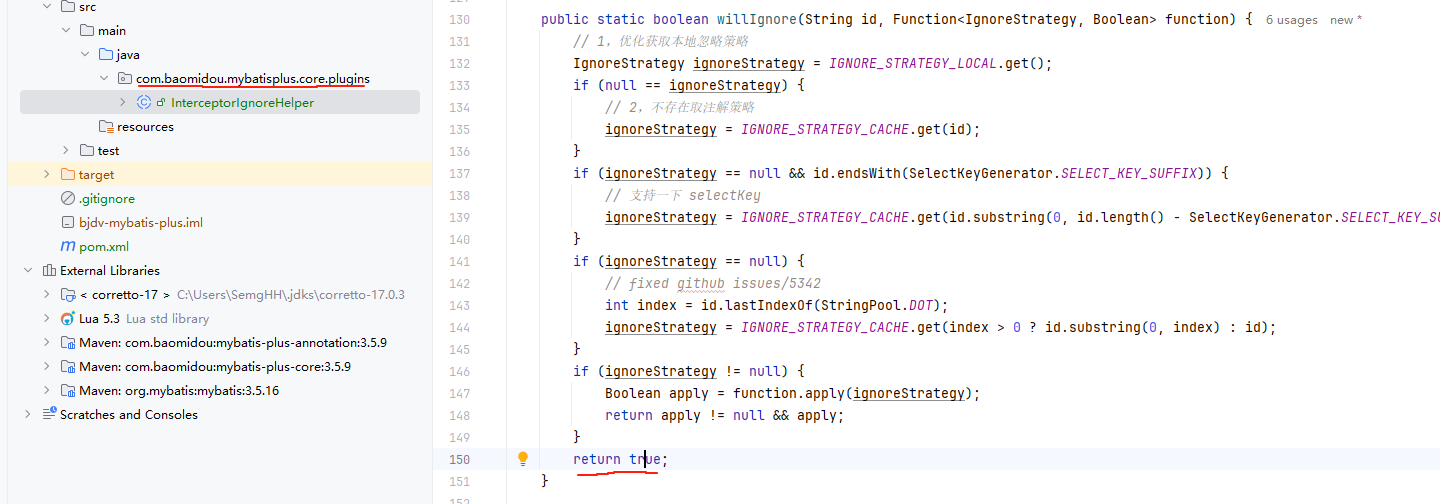 src
main
java
com.baomidou.mybatisplus.core.plugins
InterceptorIgnoreHelper
resources
test
target
.gitignore
bjdv-mybatis-plus.iml
pom.xml
External Libraries
< corretto-17 > C:\Users\SemgHH\.jdks\corretto-17.0.3
Lua 5.3 Lua std library
Maven: com.baomidou:mybatis-plus-annotation:3.5.9
Maven: com.baomidou:mybatis-plus-core:3.5.9
Maven: org.mybatis:mybatis:3.5.16
Scratches and Consoles
130 public static boolean willIgnore(String id, Function<IgnoreStrategy, Boolean> function) { 6 usages new *
131 // 1，优化获取本地忽略策略
132 IgnoreStrategy ignoreStrategy = IGNORE_STRATEGY_LOCAL.get();
133 if (null == ignoreStrategy) {
134 // 2，不存在取注解策略
135 ignoreStrategy = IGNORE_STRATEGY_CACHE.get(id);
136 }
137 if (ignoreStrategy == null && id.endsWith(SelectKeyGenerator.SELECT_KEY_SUFFIX)) {
138 // 支持一下 selectKey
139 ignoreStrategy = IGNORE_STRATEGY_CACHE.get(id.substring(0, id.length() - SelectKeyGenerator.SELECT_KEY_SU
140 }
141 if (ignoreStrategy == null) {
142 // fixed github issues/5342
143 int index = id.lastIndexOf(StringPool.DOT);
144 ignoreStrategy = IGNORE_STRATEGY_CACHE.get(index > 0 ? id.substring(0, index) : id);
145 }
146 if (ignoreStrategy != null) {
147 Boolean apply = function.apply(ignoreStrategy);
148 return apply != null && apply;
149 }
150 return true;
151 }